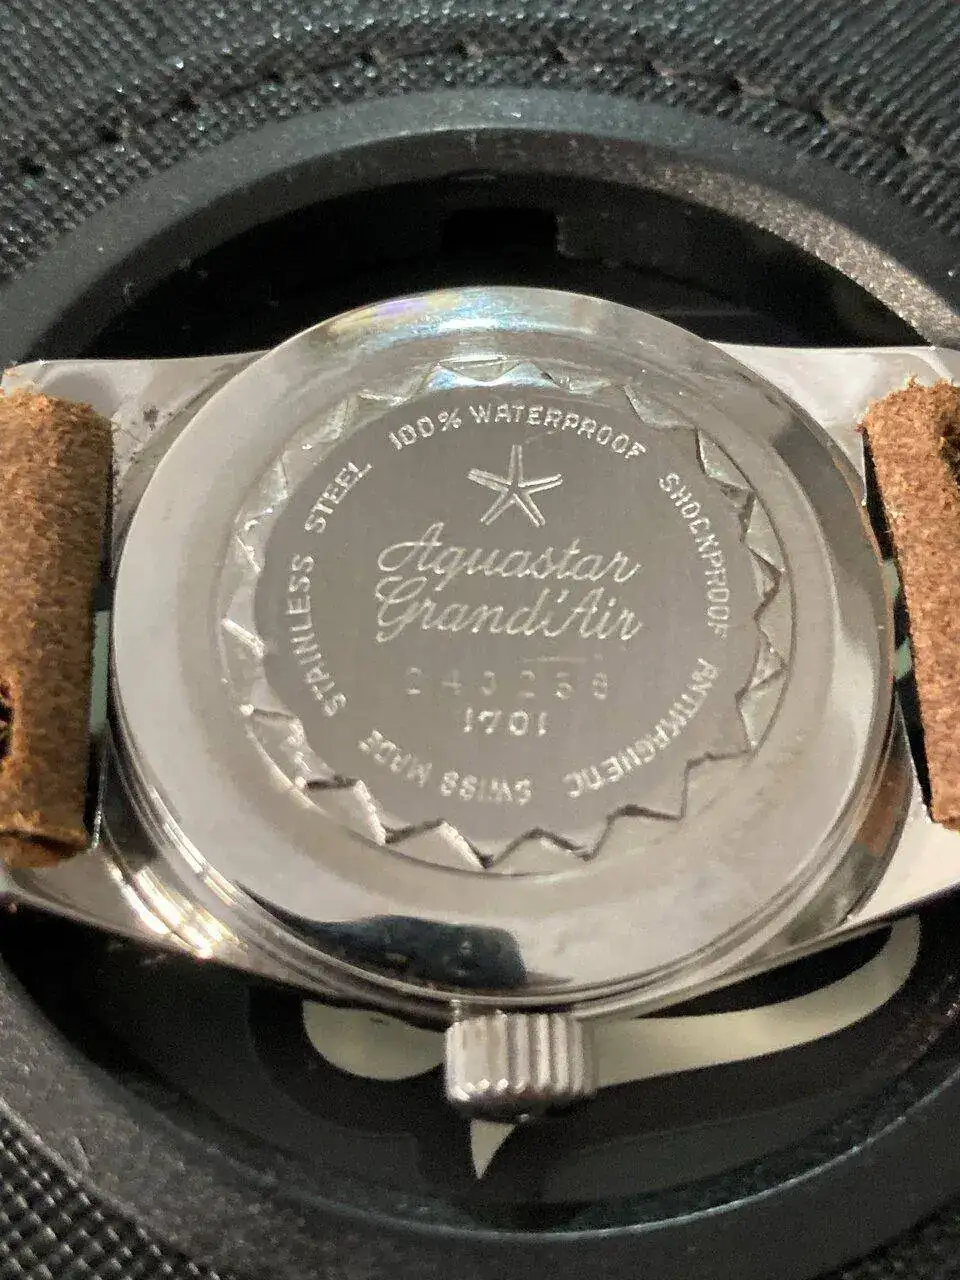 100% WATERPROOF SHOCKPROOF ANTIMAGNETIC SWISS MADE STAINLESS STEEL
Aquastar
Grand'Air
1701